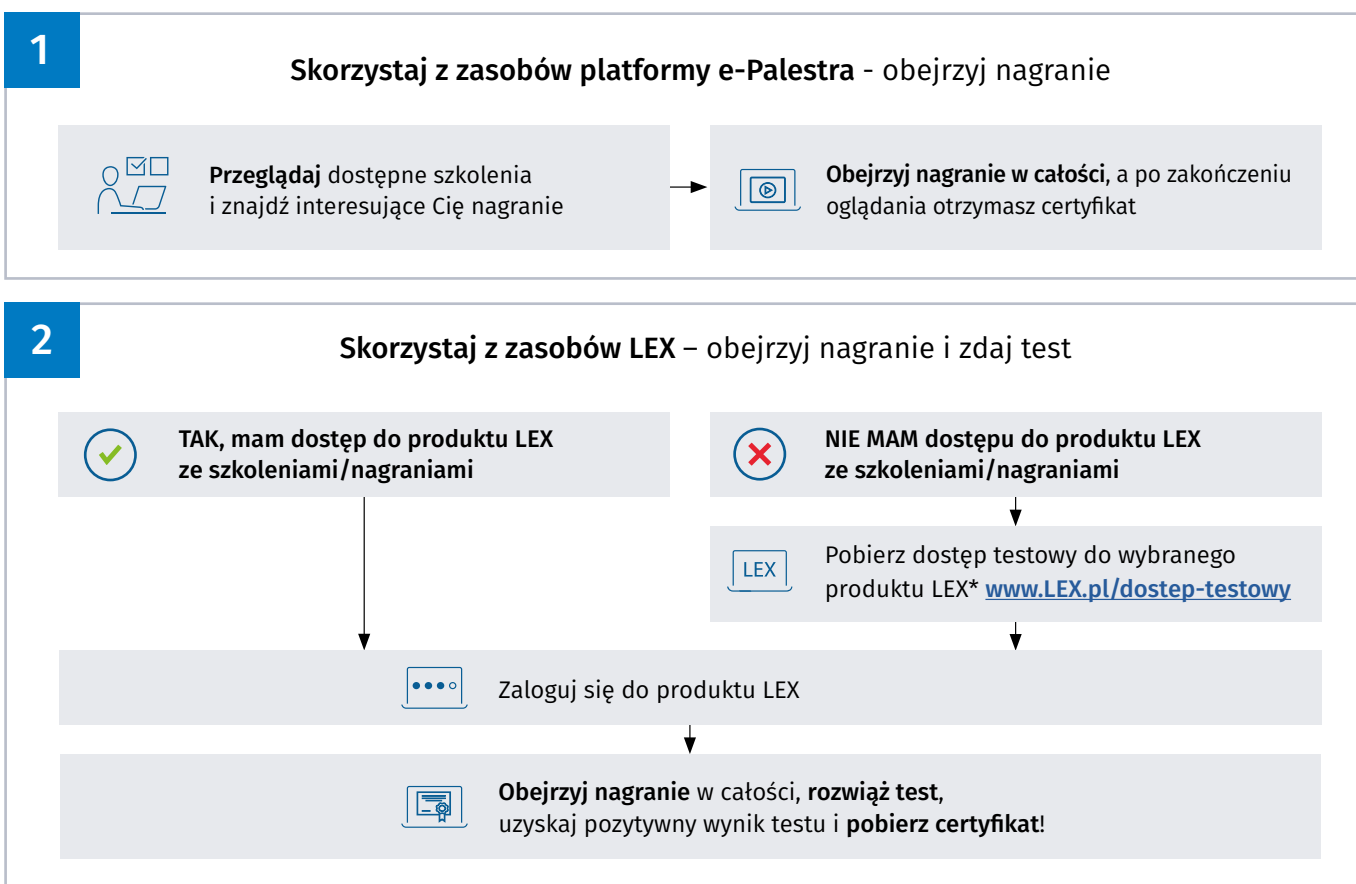 1
Skorzystaj z zasobów platformy e-Palestra - obejrzyj nagranie
Przeglądaj dostępne szkolenia
i znajdź interesujące Cię nagranie
Obejrzyj nagranie w całości, a po zakończeniu
oglądania otrzymasz certyfikat
2
Skorzystaj z zasobów LEX – obejrzyj nagranie i zdaj test
TAK, mam dostęp do produktu LEX
ze szkoleniami/nagraniami
NIE MAM dostępu do produktu LEX
ze szkoleniami/nagraniami
LEX
Pobierz dostęp testowy do wybranego
produktu LEX* www.LEX.pl/dostep-testowy
Zaloguj się do produktu LEX
Obejrzyj nagranie w całości, rozwiąż test,
uzyskaj pozytywny wynik testu i pobierz certyfikat!